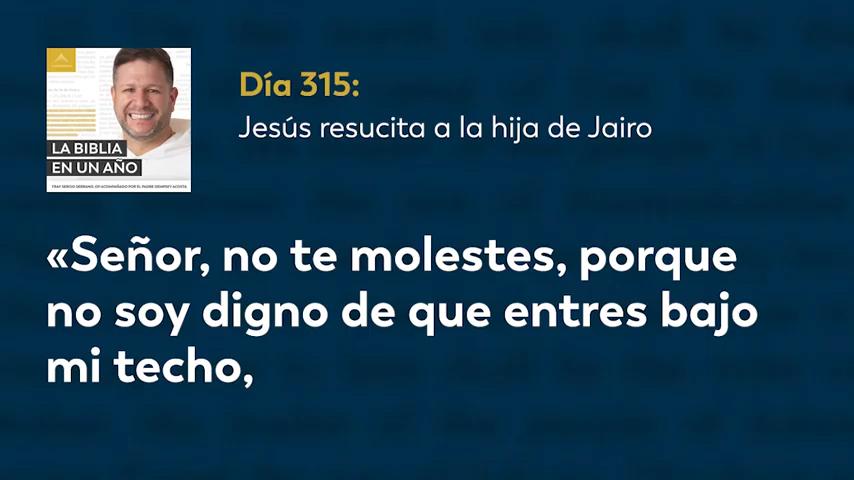 Día 315:
Jesús resucita a la hija de Jairo
LA BIBLIA
EN UN AÑO
«Señor, no te molestes, porque
no soy digno de que entres bajo
mi techo,